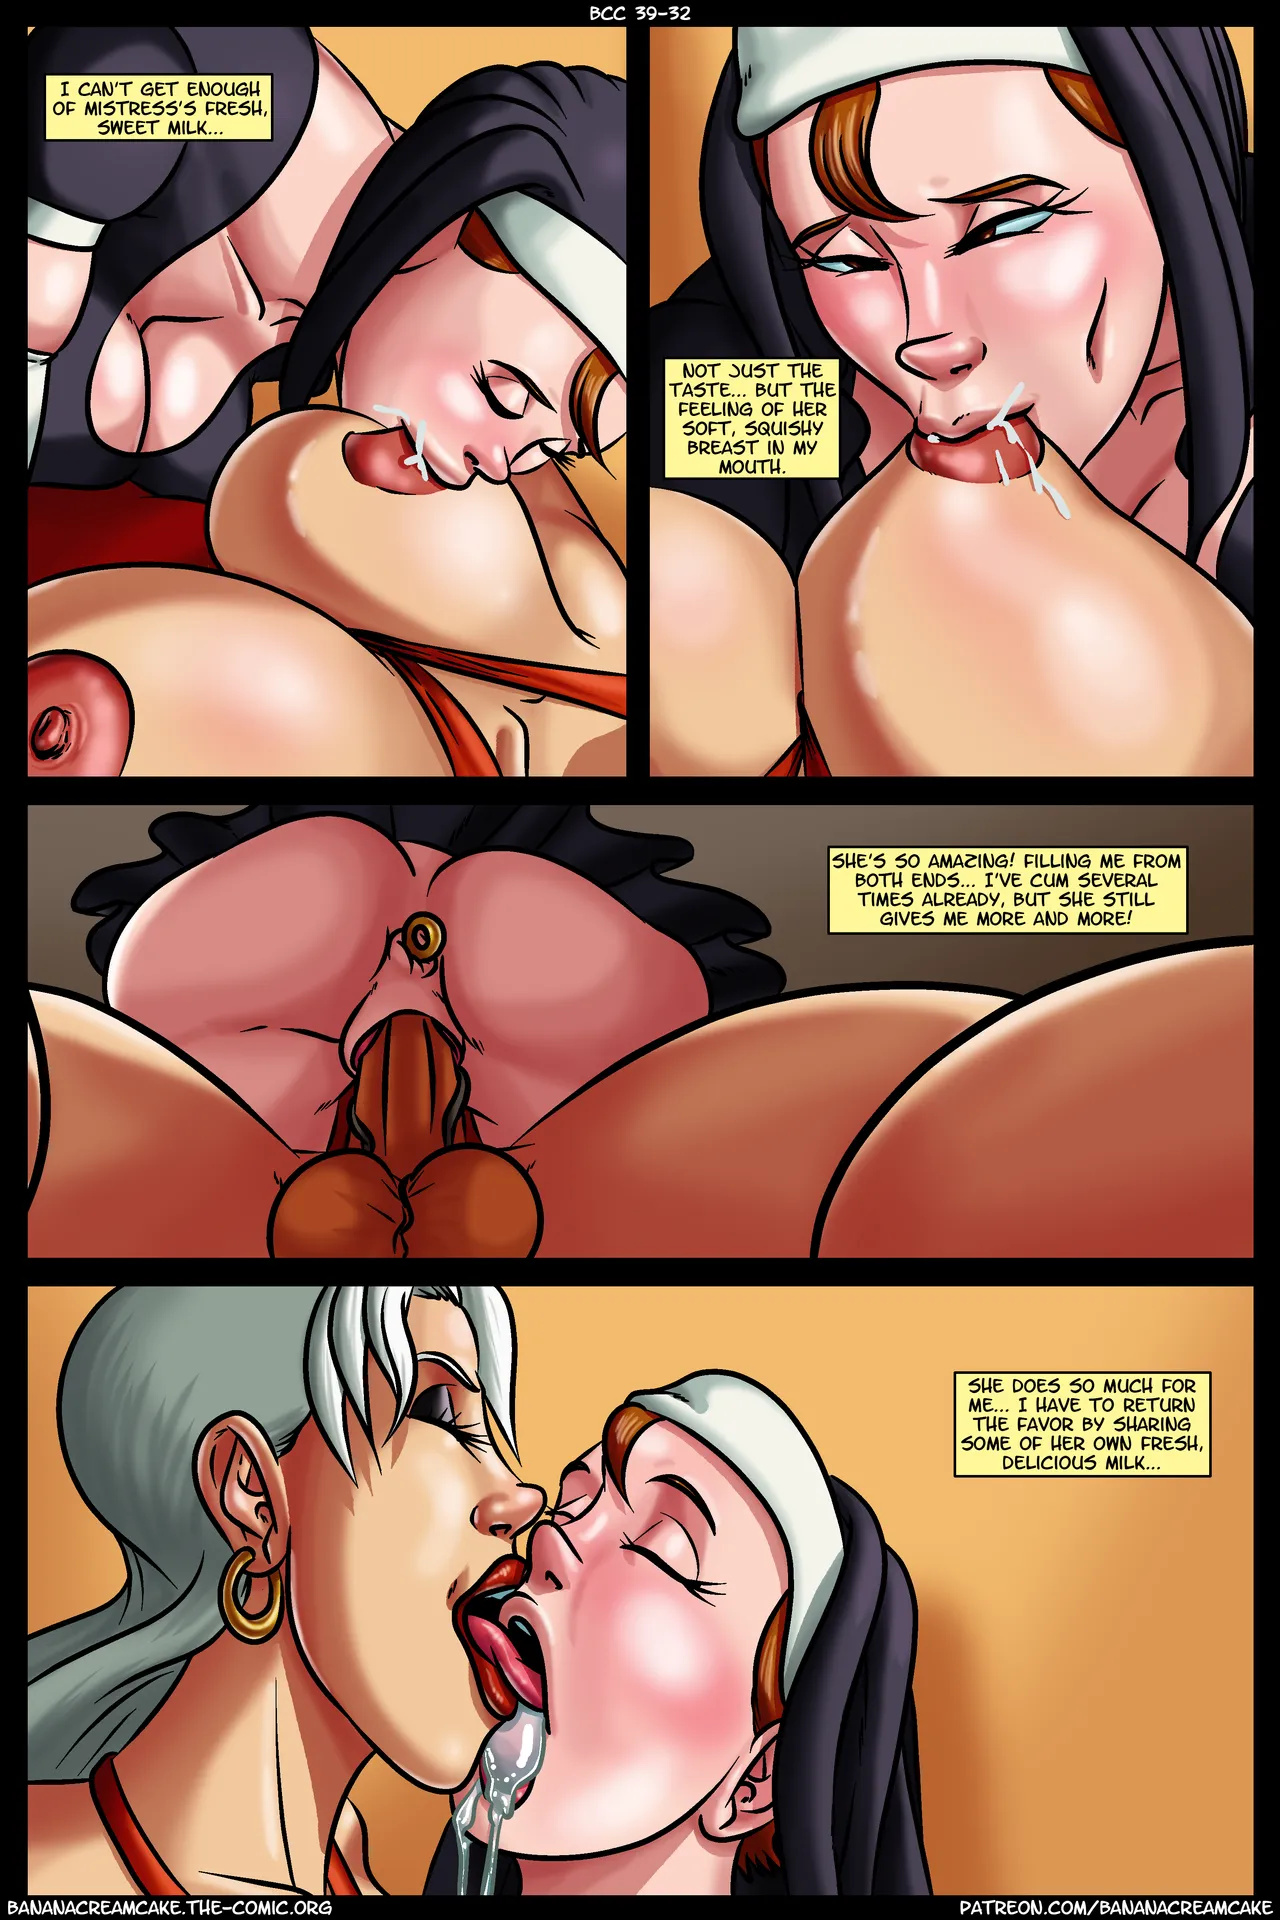 BCC 39-32
I CAN'T GET ENOUGH
OF MISTRESS'S FRESH,
SWEET MILK...
NOT JUST THE
TASTE... BUT THE
FEELING OF HER
SOFT, SQUISHY
BREAST IN MY
MOUTH.
SHE'S SO AMAZING! FILLING ME FROM
BOTH ENDS... I'VE CUM SEVERAL
TIMES ALREADY, BUT SHE STILL
GIVES ME MORE AND MORE!
SHE DOES SO MUCH FOR
ME... I HAVE TO RETURN
THE FAVOR BY SHARING
SOME OF HER OWN FRESH,
DELICIOUS MILK...
BANANACREAMCAKE.THE-COMIC.ORG
PATREON.COM/BANANACREAMCAKE